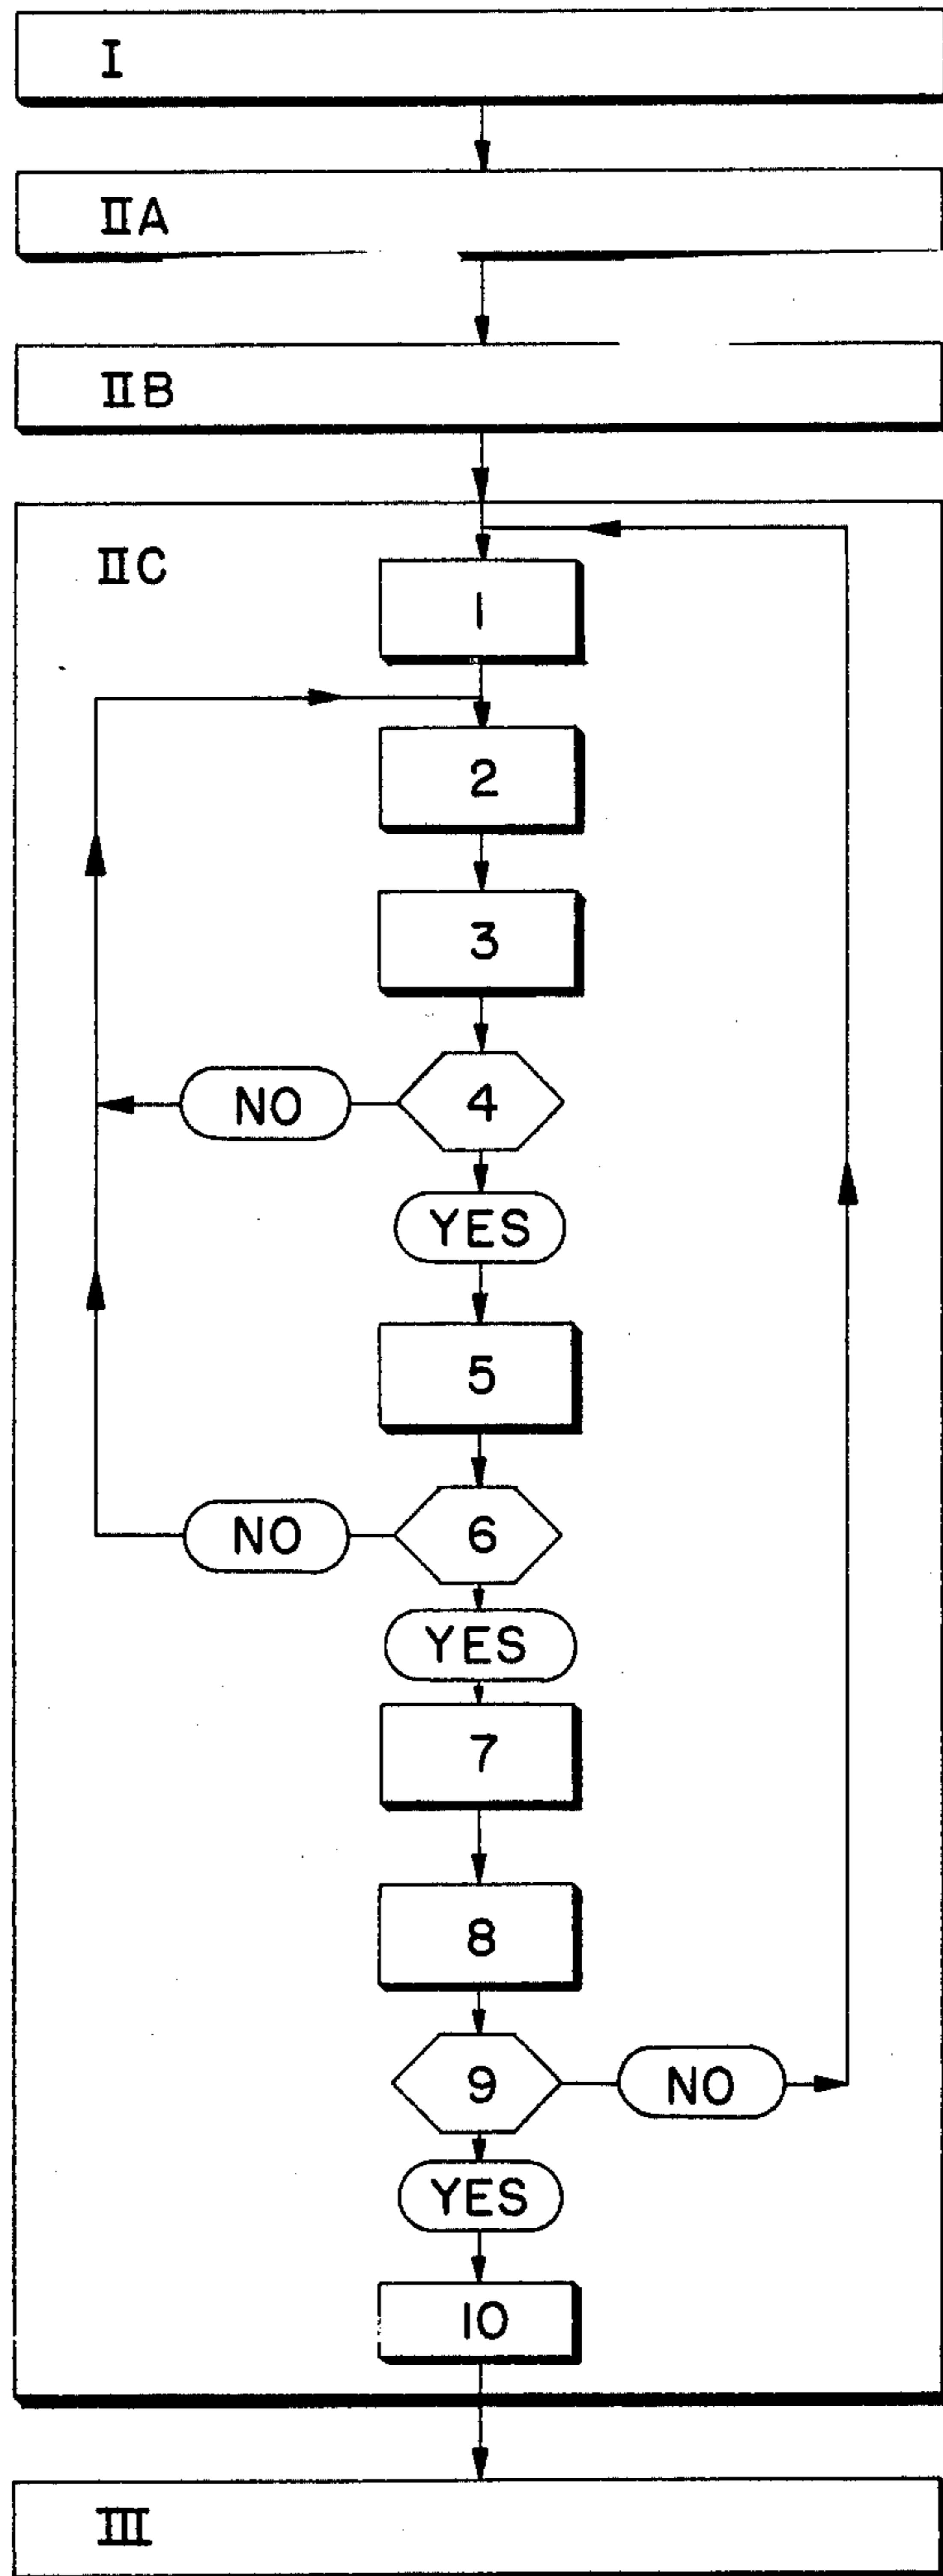 I
IIA
IIB
IIC
1
2
3
NO
4
YES
5
NO
6
YES
7
8
9
NO
YES
10
III